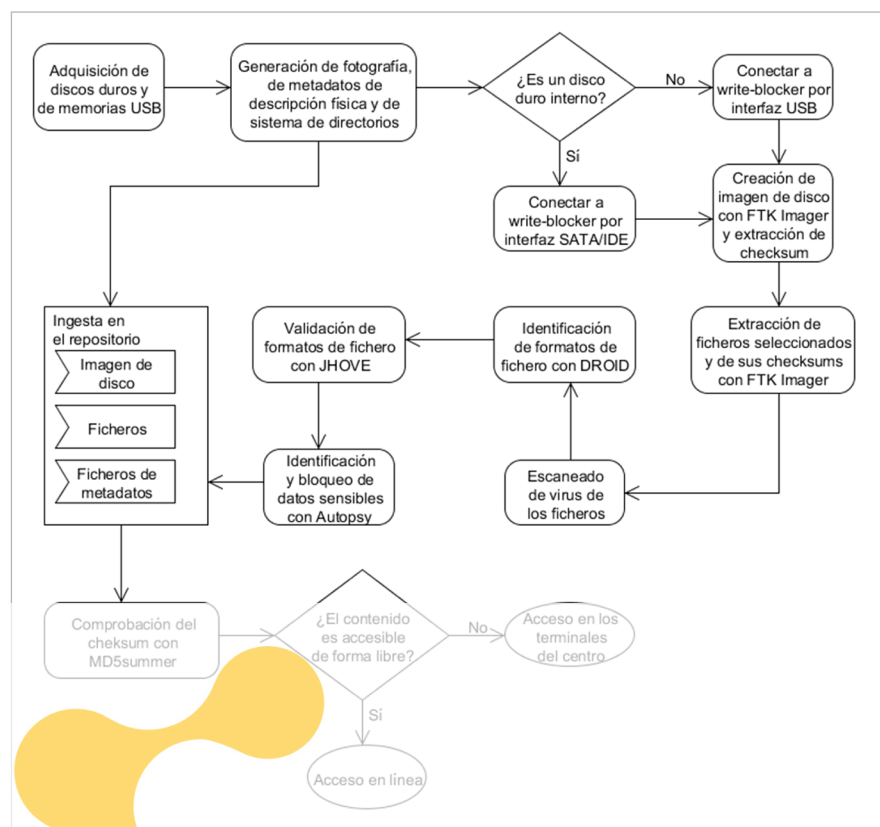 Adquisición de
discos duros y
de memorias USB
Generación de fotografía,
de metadatos de
descripción física y de
sistema de directorios
¿Es un disco
duro interno?
No
Conectar a
write-blocker por
interfaz USB
Sí
Conectar a
write-blocker por
interfaz SATA/IDE
Creación de
imagen de disco
con FTK Imager
y extracción de
checksum
Extracción de
ficheros seleccionados
y de sus checksums
con FTK Imager
Escaneado
de virus de
los ficheros
Identificación
de formatos de
fichero con DROID
Validación de
formatos de fichero
con JHOVE
Identificación
y bloqueo de
datos sensibles
con Autopsy
Ingesta en
el repositorio
Imagen de
disco
Ficheros
Ficheros de
metadatos
Comprobación del
cheksum con
MD5summer
¿El contenido
es accesible
de forma libre?
No
Acceso en los
terminales
del centro
Sí
Acceso en línea